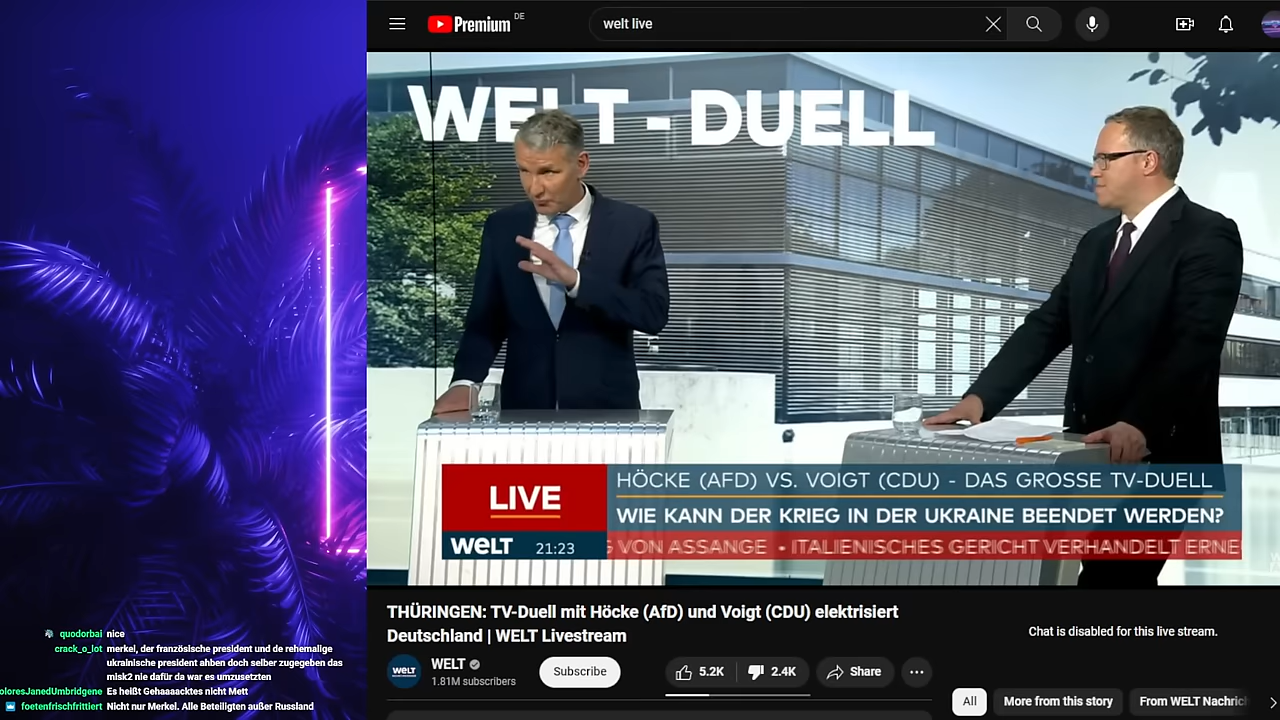 Premium DE
welt live
WELT - DUELL
HÖCKE (AFD) VS. VOIGT (CDU) - DAS GROSSE TV-DUELL
LIVE
WIE KANN DER KRIEG IN DER UKRAINE BEENDET WERDEN?
WELT 21:23
VON ASSANGE • ITALIENISCHES GERICHT VERHANDELT ERNE
THÜRINGEN: TV-Duell mit Höcke (AfD) und Voigt (CDU) elektrisiert
Deutschland | WELT Livestream
Chat is disabled for this live stream.
welt
WELT
1.81M subscribers
Subscribe
5.2K
2.4K
Share
All
More from this story
From WELT Nachric
quodorbai nice
crack_o_lot merkel, der französische president und de rehemalige
ukrainische president ahben doch selber zugegeben das
misk2 nie dafür da war es umzusetzten
oloresJanedUmbridgene Es heißt Gehaaaacktes nicht Mett
foetenfrischfrittiert Nicht nur Merkel. Alle Beteiligten außer Russland